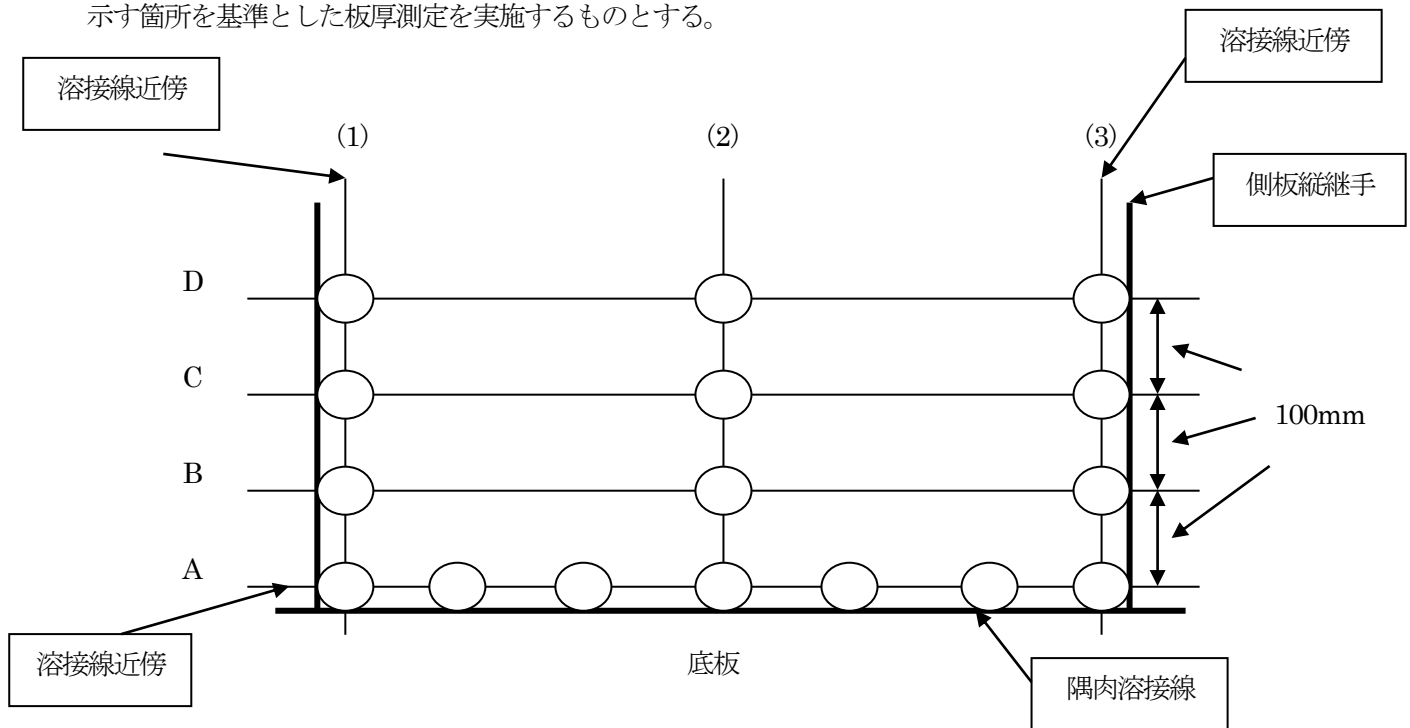 示す箇所を基準とした板厚測定を実施するものとする。
溶接線近傍
溶接線近傍
(1)
(2)
(3)
側板縦継手
D
C
100mm
B
A
溶接線近傍
底板
隅肉溶接線